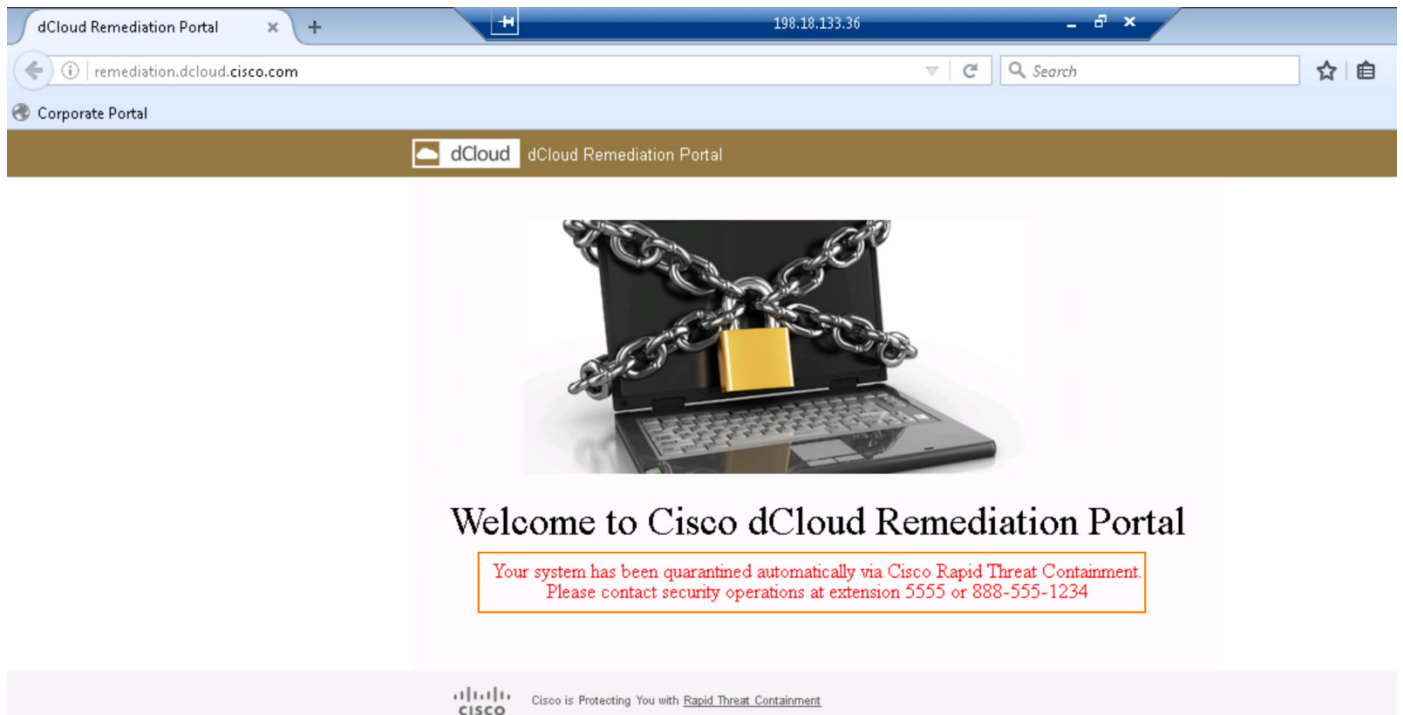 dCloud Remediation Portal
198.18.133.36
remediation.dcloud.cisco.com
Search
Corporate Portal
dCloud dCloud Remediation Portal
Welcome to Cisco dCloud Remediation Portal
Your system has been quarantined automatically via Cisco Rapid Threat Containment.
Please contact security operations at extension 5555 or 888-555-1234
CISCO Cisco is Protecting You with Rapid Threat Containment